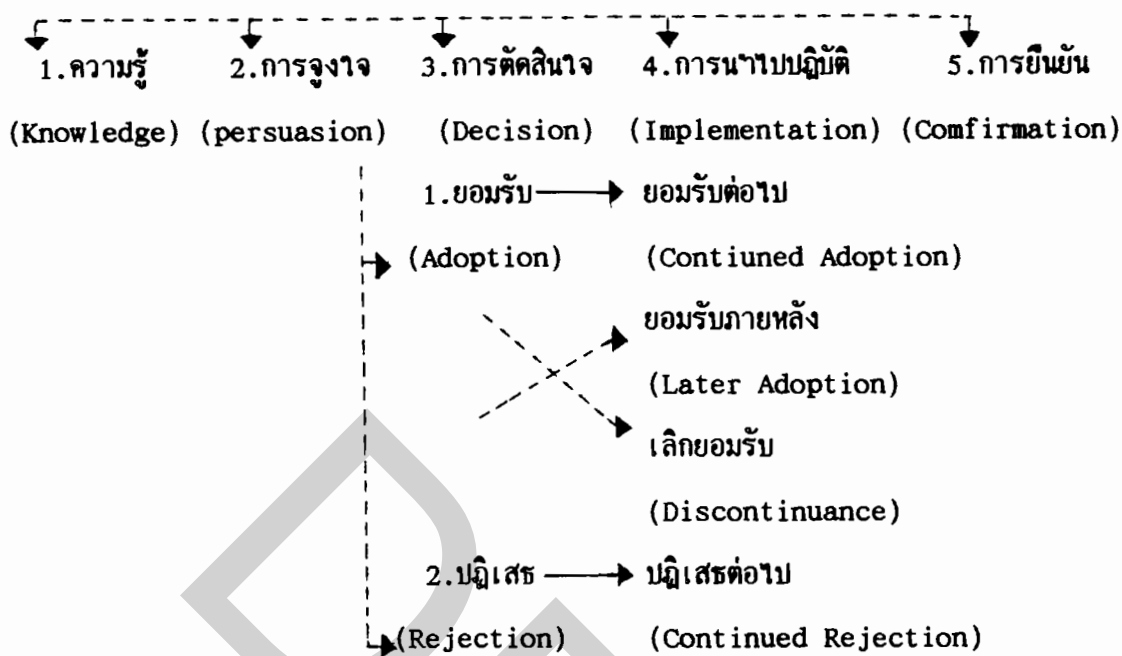 1.ความรู้ 2.การจูงใจ 3.การตัดสินใจ 4.การนำไปปฏิบัติ 5.การยืนยัน
(Knowledge) (persuasion) (Decision) (Implementation) (Comfirmation)
1.ยอมรับ ยอมรับต่อไป
(Adoption) (Contiuned Adoption)
ยอมรับภายหลัง
(Later Adoption)
เลิกยอมรับ
(Discontinuance)
2.ปฏิเสธ ปฏิเสธต่อไป
(Rejection) (Continued Rejection)